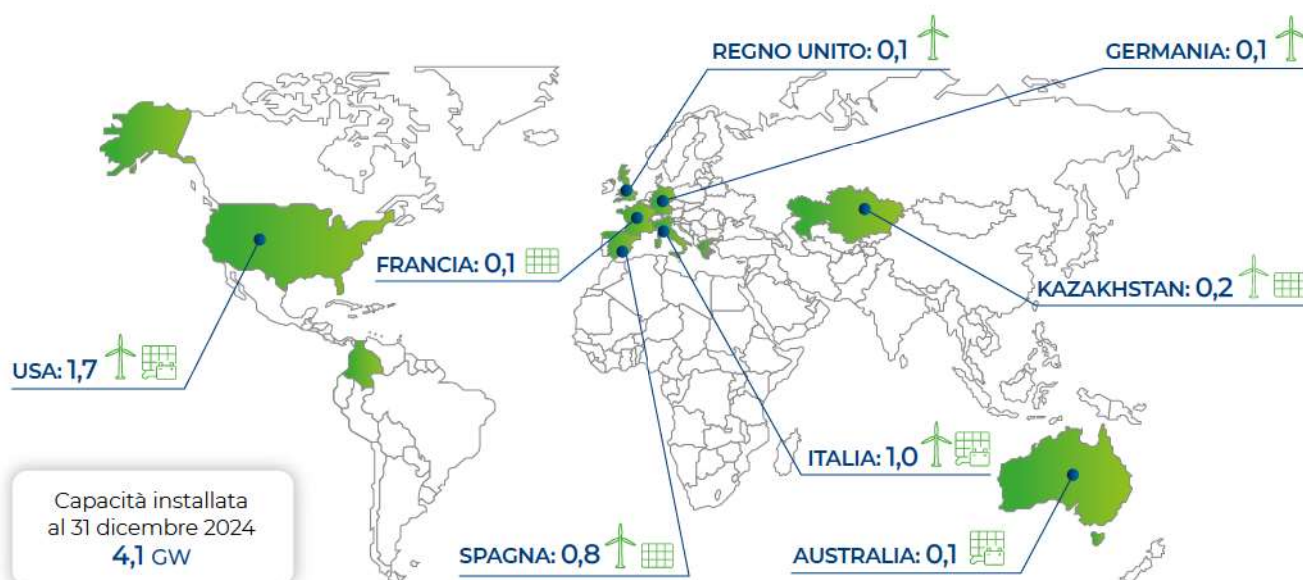 REGNO UNITO: 0,1
GERMANIA: 0,1
FRANCIA: 0,1
KAZAKHSTAN: 0,2
USA: 1,7
ITALIA: 1,0
Capacità installata
al 31 dicembre 2024
4,1 GW
SPAGNA: 0,8
AUSTRALIA: 0,1